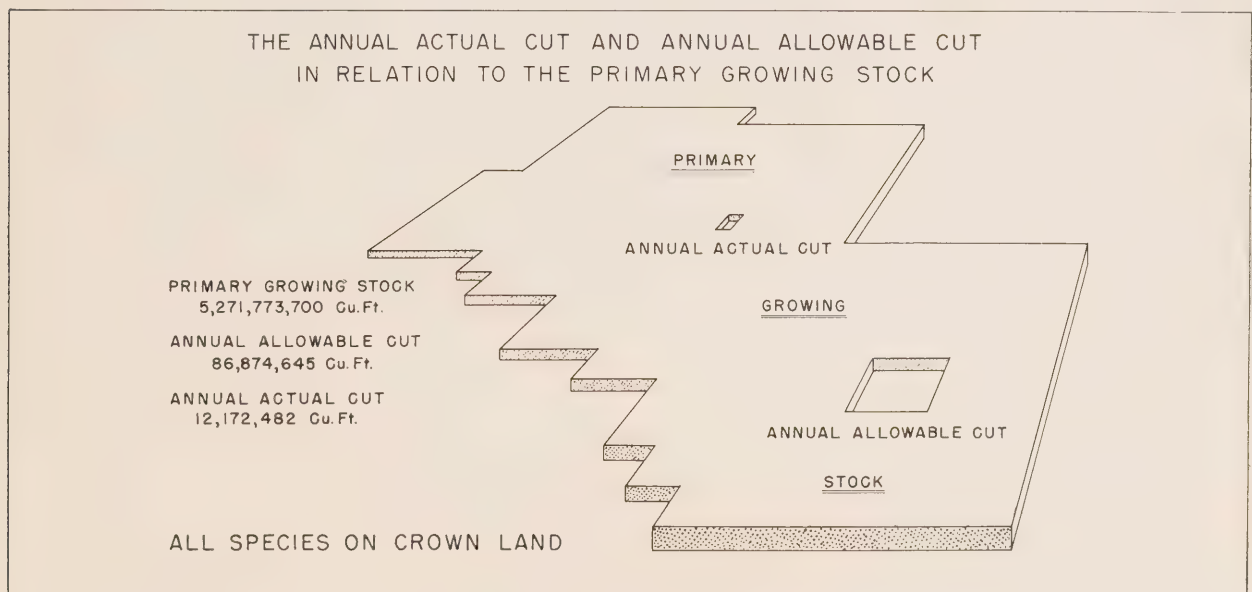 THE ANNUAL ACTUAL CUT AND ANNUAL ALLOWABLE CUT
IN RELATION TO THE PRIMARY GROWING STOCK
PRIMARY
ANNUAL ACTUAL CUT
PRIMARY GROWING STOCK
5,271,773,700 Cu.Ft.
GROWING
ANNUAL ALLOWABLE CUT
86,874,645 Cu.Ft.
ANNUAL ACTUAL CUT
12,172,482 Cu.Ft.
ANNUAL ALLOWABLE CUT
STOCK
ALL SPECIES ON CROWN LAND